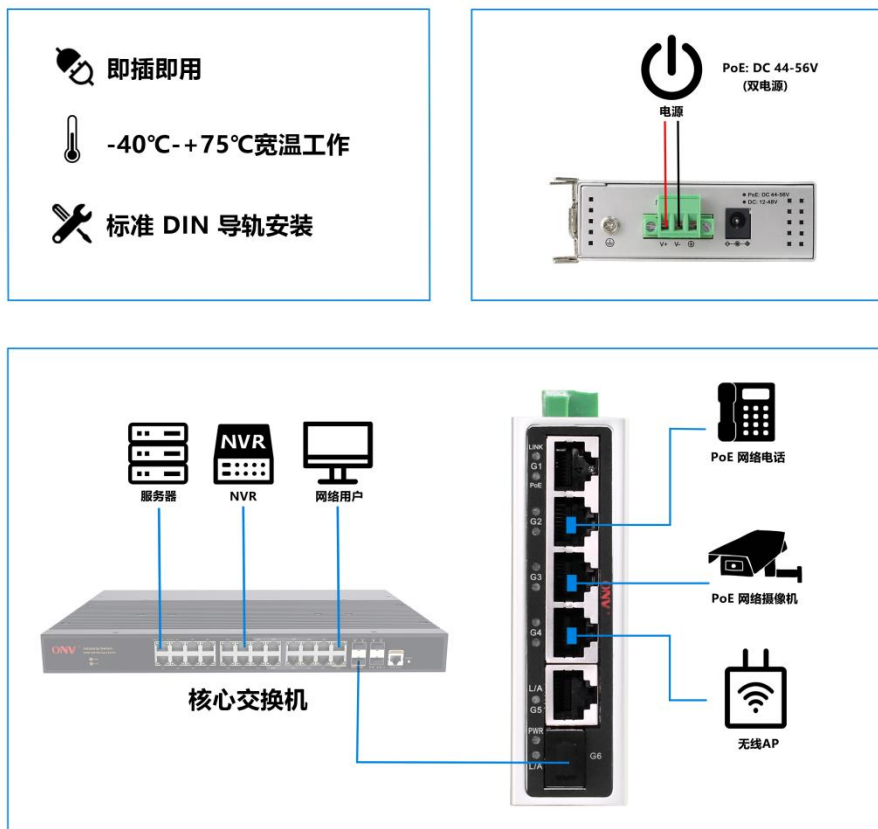 即插即用
-40℃-+75℃宽温工作
标准 DIN 导轨安装
PoE: DC 44-56V
(双电源)
电源
PoE: DC 44-56V
DC: 12-48V
V+ V-
NVR
服务器
NVR
网络用户
ONV
核心交换机
LINK
G1
PoE
G2
G3
G4
ONV
L/A
G5
PWR
L/A
G6
PoE 网络电话
PoE 网络摄像机
无线AP